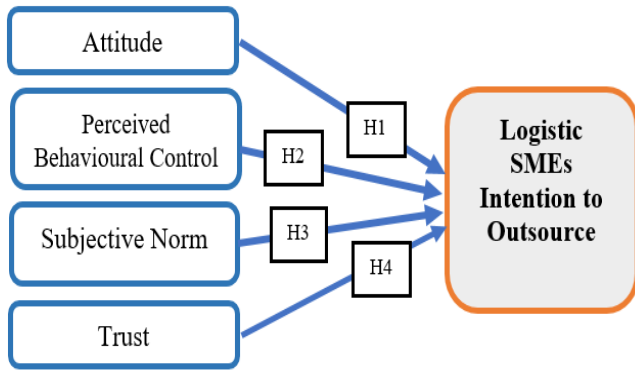 Attitude
Perceived
Behavioural Control
Subjective Norm
Trust
H1
H2
H3
H4
Logistic
SMEs
Intention to
Outsource